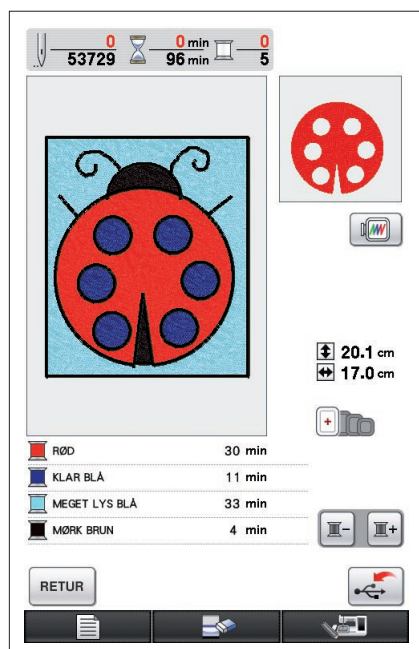 0 0 min 0
53729 96 min 5
20.1 cm
17.0 cm
RØD 30 min
KLAR BLÅ 11 min
MEGET LYS BLÅ 33 min
MØRK BRUN 4 min
RETUR